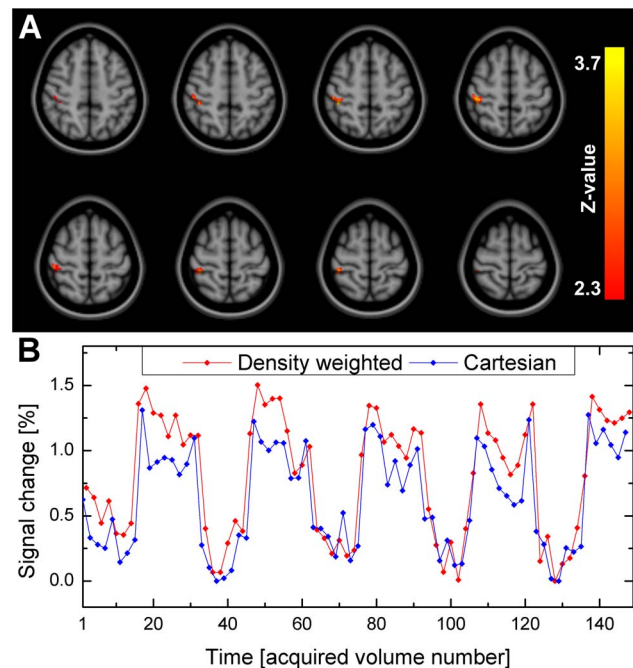 A
3.7
Z-value
2.3
B
Density weighted Cartesian
Signal change [%]
1.5
1.0
0.5
0.0
1 20 40 60 80 100 120 140
Time [acquired volume number]